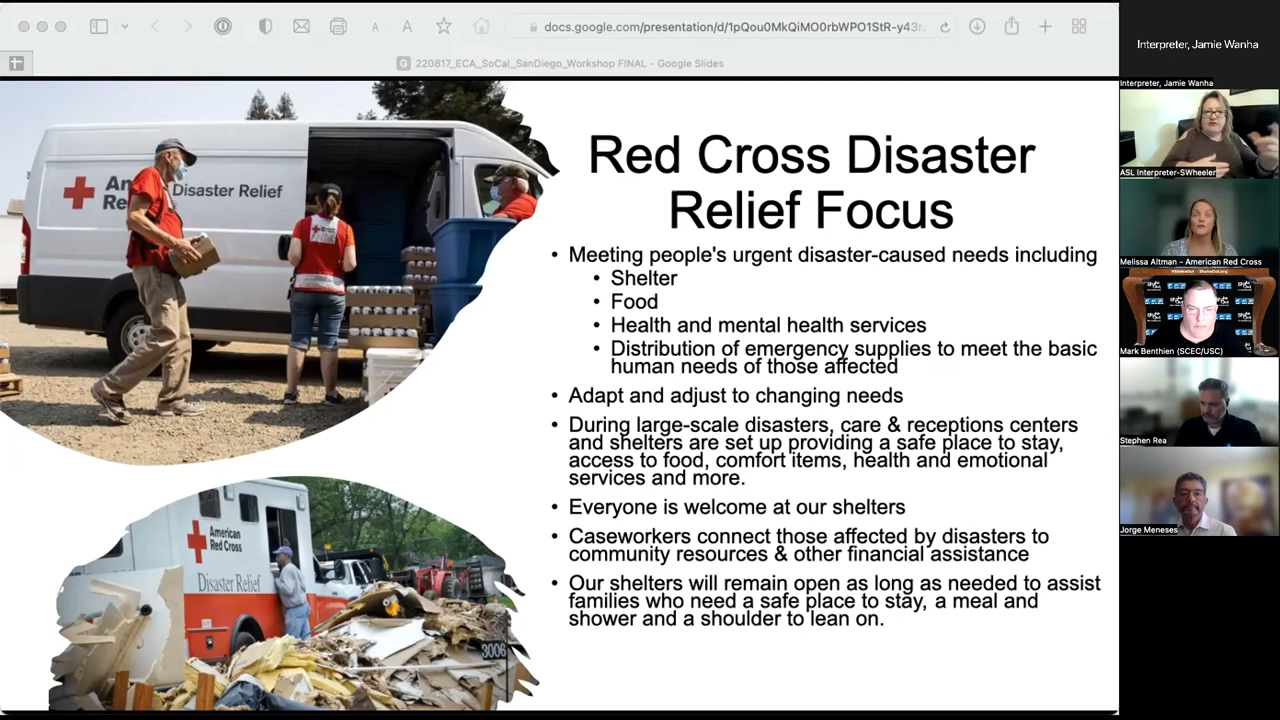 docs.google.com/presentation/d/1pQou0MkQiMO0rbWPO1StR-y43r
220817_ECA_SoCal_SanDiego_Workshop FINAL - Google Slides
Red Cross Disaster
Relief Focus
• Meeting people's urgent disaster-caused needs including
• Shelter
• Food
• Health and mental health services
• Distribution of emergency supplies to meet the basic
human needs of those affected
• Adapt and adjust to changing needs
• During large-scale disasters, care & receptions centers
and shelters are set up providing a safe place to stay,
access to food, comfort items, health and emotional
services and more.
• Everyone is welcome at our shelters
• Caseworkers connect those affected by disasters to
community resources & other financial assistance
• Our shelters will remain open as long as needed to assist
families who need a safe place to stay, a meal and
shower and a shoulder to lean on.
Disaster Relief
American
Red Cross
Disaster Relief
3006
Interpreter, Jamie Wanha
Interpreter, Jamie Wanha
ASL Interpreter-SWheeler
Melissa Altman - American Red Cross
Mark Benthien (SCEC/USC)
Stephen Rea
Jorge Meneses